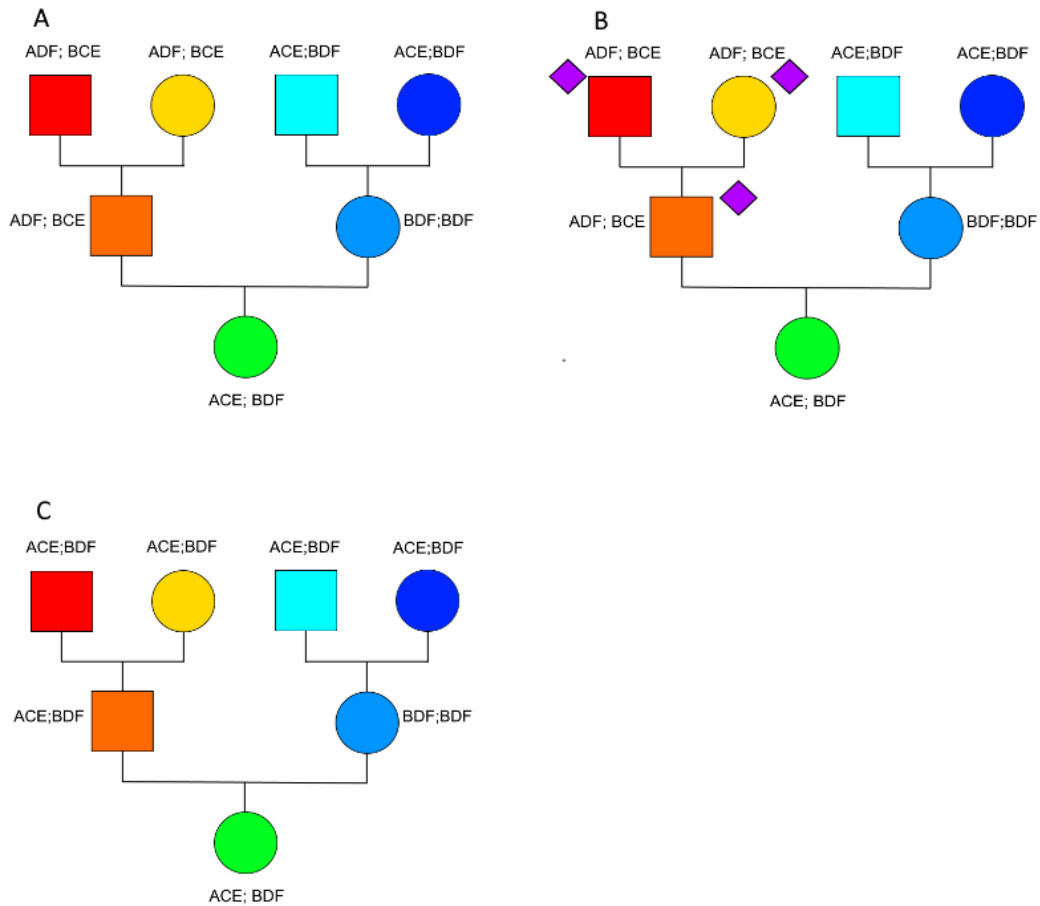 A
ADF; BCE ADF; BCE ACE;BDF ACE;BDF
ADF; BCE BDF;BDF
ACE; BDF
B
ADF; BCE ADF; BCE ACE;BDF ACE;BDF
ADF; BCE BDF;BDF
ACE; BDF
C
ACE;BDF ACE;BDF ACE;BDF ACE;BDF
ACE;BDF BDF;BDF
ACE; BDF